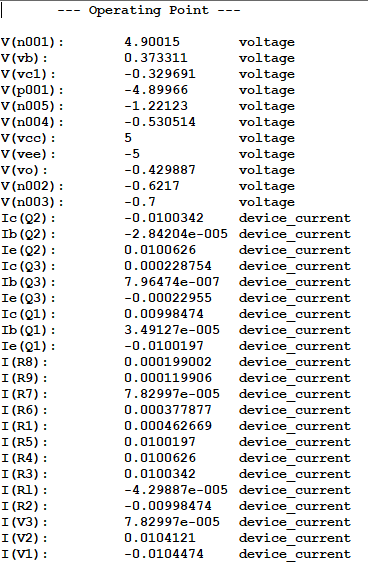 --- Operating Point ---
V(n001): 4.90015 voltage
V(vb): 0.373311 voltage
V(vc1): -0.329691 voltage
V(p001): -4.89966 voltage
V(n005): -1.22123 voltage
V(n004): -0.530514 voltage
V(vcc): 5 voltage
V(vee): -5 voltage
V(vo): -0.429887 voltage
V(n002): -0.6217 voltage
V(n003): -0.7 voltage
Ic(Q2): -0.0100342 device_current
Ib(Q2): -2.84204e-005 device_current
Ie(Q2): 0.0100626 device_current
Ic(Q3): 0.000228754 device_current
Ib(Q3): 7.96474e-007 device_current
Ie(Q3): -0.00022955 device_current
Ic(Q1): 0.00998474 device_current
Ib(Q1): 3.49127e-005 device_current
Ie(Q1): -0.0100197 device_current
I(R8): 0.000199002 device_current
I(R9): 0.000119906 device_current
I(R7): 7.82997e-005 device_current
I(R6): 0.000377877 device_current
I(R1): 0.000462669 device_current
I(R5): 0.0100197 device_current
I(R4): 0.0100626 device_current
I(R3): 0.0100342 device_current
I(Rl): -4.29887e-005 device_current
I(R2): -0.00998474 device_current
I(V3): 7.82997e-005 device_current
I(V2): 0.0104121 device_current
I(V1): -0.0104474 device_current